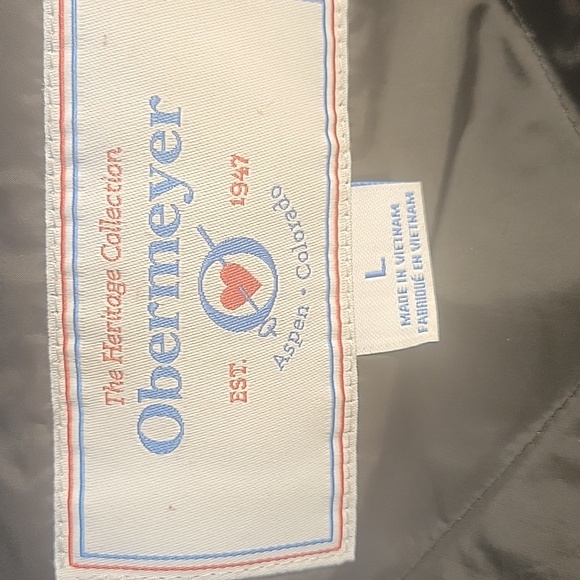 The Heritage Collection
Obermeyer
EST. 1947
Aspen • Colorado
L
MADE IN VIETNAM
FABRIQUÉ EN VIETNAM